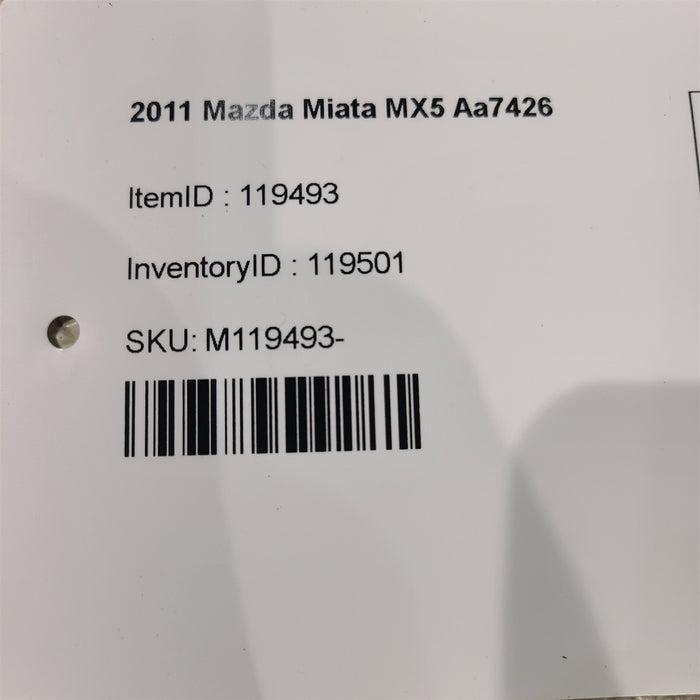 2011 Mazda Miata MX5 Aa7426
ItemID : 119493
InventoryID : 119501
SKU: M119493-